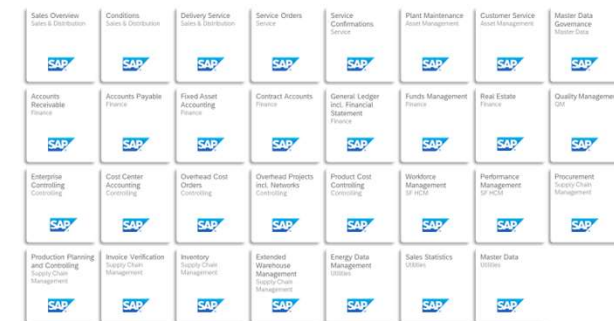 Sales Overview
Sales & Distribution
SAP
Conditions
Sales & Distribution
SAP
Delivery Service
Sales & Distribution
SAP
Service Orders
Service
SAP
Service
Confirmations
Service
SAP
Plant Maintenance
Asset Management
SAP
Customer Service
Asset Management
SAP
Master Data
Governance
Master Data
SAP
Accounts
Receivable
Finance
SAP
Accounts Payable
Finance
SAP
Fixed Asset
Accounting
Finance
SAP
Contract Accounts
Finance
SAP
General Ledger
incl. Financial
Statement
Finance
SAP
Funds Management
Finance
SAP
Real Estate
Finance
SAP
Quality Manageme
QM
SAP
Enterprise
Controlling
Controlling
SAP
Cost Center
Accounting
Controlling
SAP
Overhead Cost
Orders
Controlling
SAP
Overhead Projects
incl. Networks
Controlling
SAP
Product Cost
Controlling
Controlling
SAP
Workforce
Management
SF HCM
SAP
Performance
Management
SF HCM
SAP
Procurement
Supply Chain
Management
SAP
Production Planning
and Controlling
Supply Chain
Management
SAP
Invoice Verification
Supply Chain
Management
SAP
Inventory
Supply Chain
Management
SAP
Extended
Warehouse
Management
Supply Chain
Management
SAP
Energy Data
Management
Utilities
SAP
Sales Statistics
Utilities
SAP
Master Data
Utilities
SAP